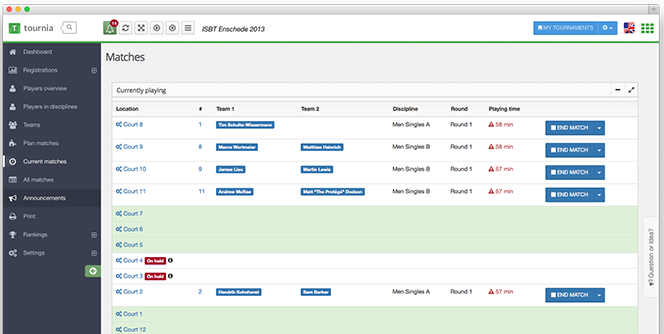 tournia
14
ISBT Enschede 2013
MY TOURNAMENTS
Dashboard
Registrations
Players overview
Players in disciplines
Teams
Plan matches
Current matches
All matches
Announcements
Print
Rankings
Settings
Matches
Currently playing
Location # Team 1 Team 2 Discipline Round Playing time
Court 8 1 Tim Schulte-Wissermann Men Singles A Round 1 58 min END MATCH
Court 9 8 Marco Wortmeier Matthias Heinrich Men Singles B Round 1 58 min END MATCH
Court 10 9 James Lieu Martin Lewis Men Singles B Round 1 57 min END MATCH
Court 11 11 Andrew McRae Matt "The Protégé" Dodson Men Singles B Round 1 57 min END MATCH
Court 7
Court 6
Court 5
Court 4 On hold
Court 3 On hold
Court 2 2 Hendrik Kohnhorst Sam Barker Men Singles A Round 1 57 min END MATCH
Court 1
Court 12
Question or idea?